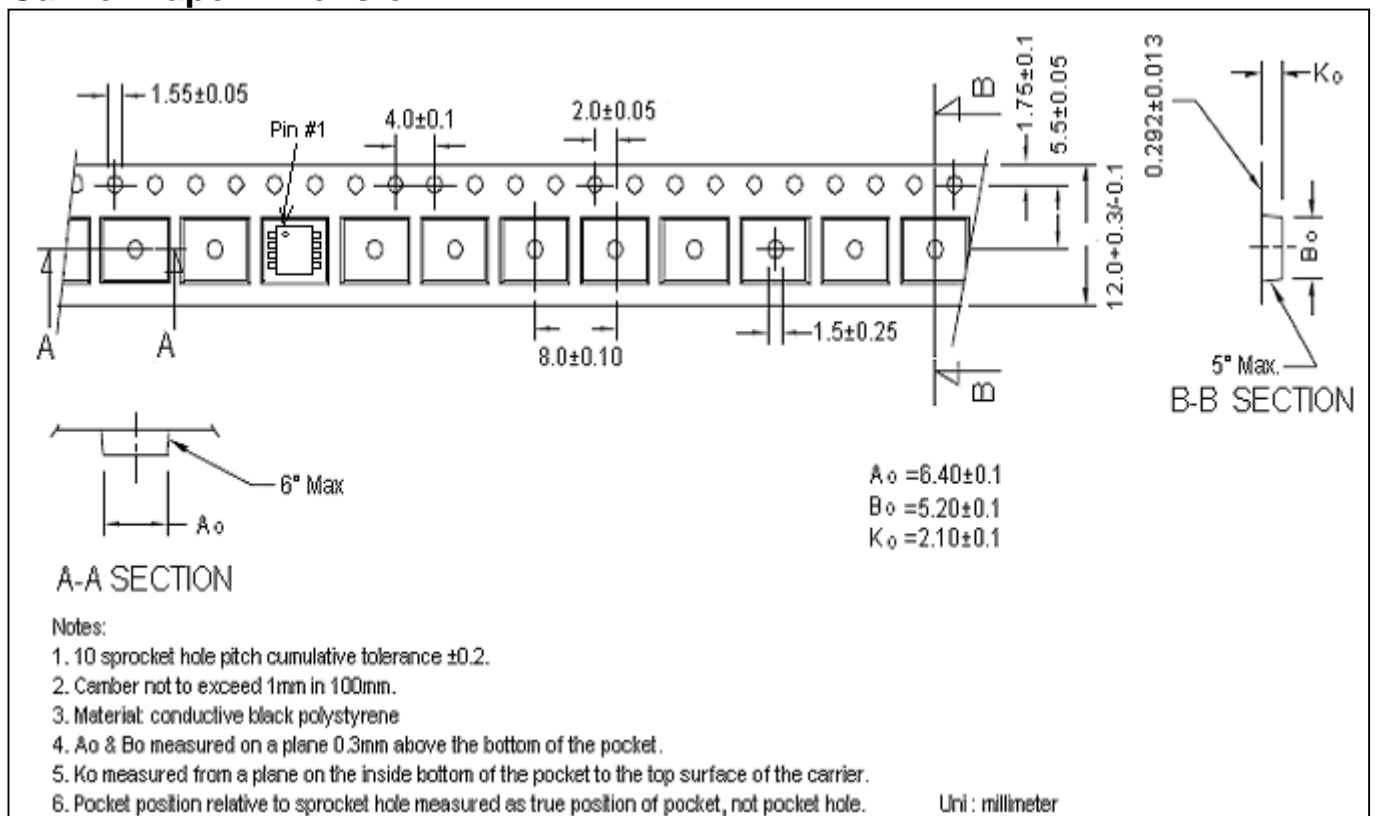 1.55±0.05
Pin #1
4.0±0.1
2.0±0.05
B
1.75±0.1
5.5±0.05
0.292±0.013
Ko
12.0+0.3/-0.1
Bo
A
A
8.0±0.10
1.5±0.25
B
5° Max.
B-B SECTION
6° Max
Ao
A-A SECTION
Ao =6.40±0.1
Bo =5.20±0.1
Ko =2.10±0.1
Notes:
1. 10 sprocket hole pitch cumulative tolerance ±0.2.
2. Camber not to exceed 1mm in 100mm.
3. Material: conductive black polystyrene
4. Ao & Bo measured on a plane 0.3mm above the bottom of the pocket.
5. Ko measured from a plane on the inside bottom of the pocket to the top surface of the carrier.
6. Pocket position relative to sprocket hole measured as true position of pocket, not pocket hole.
Uni : millimeter